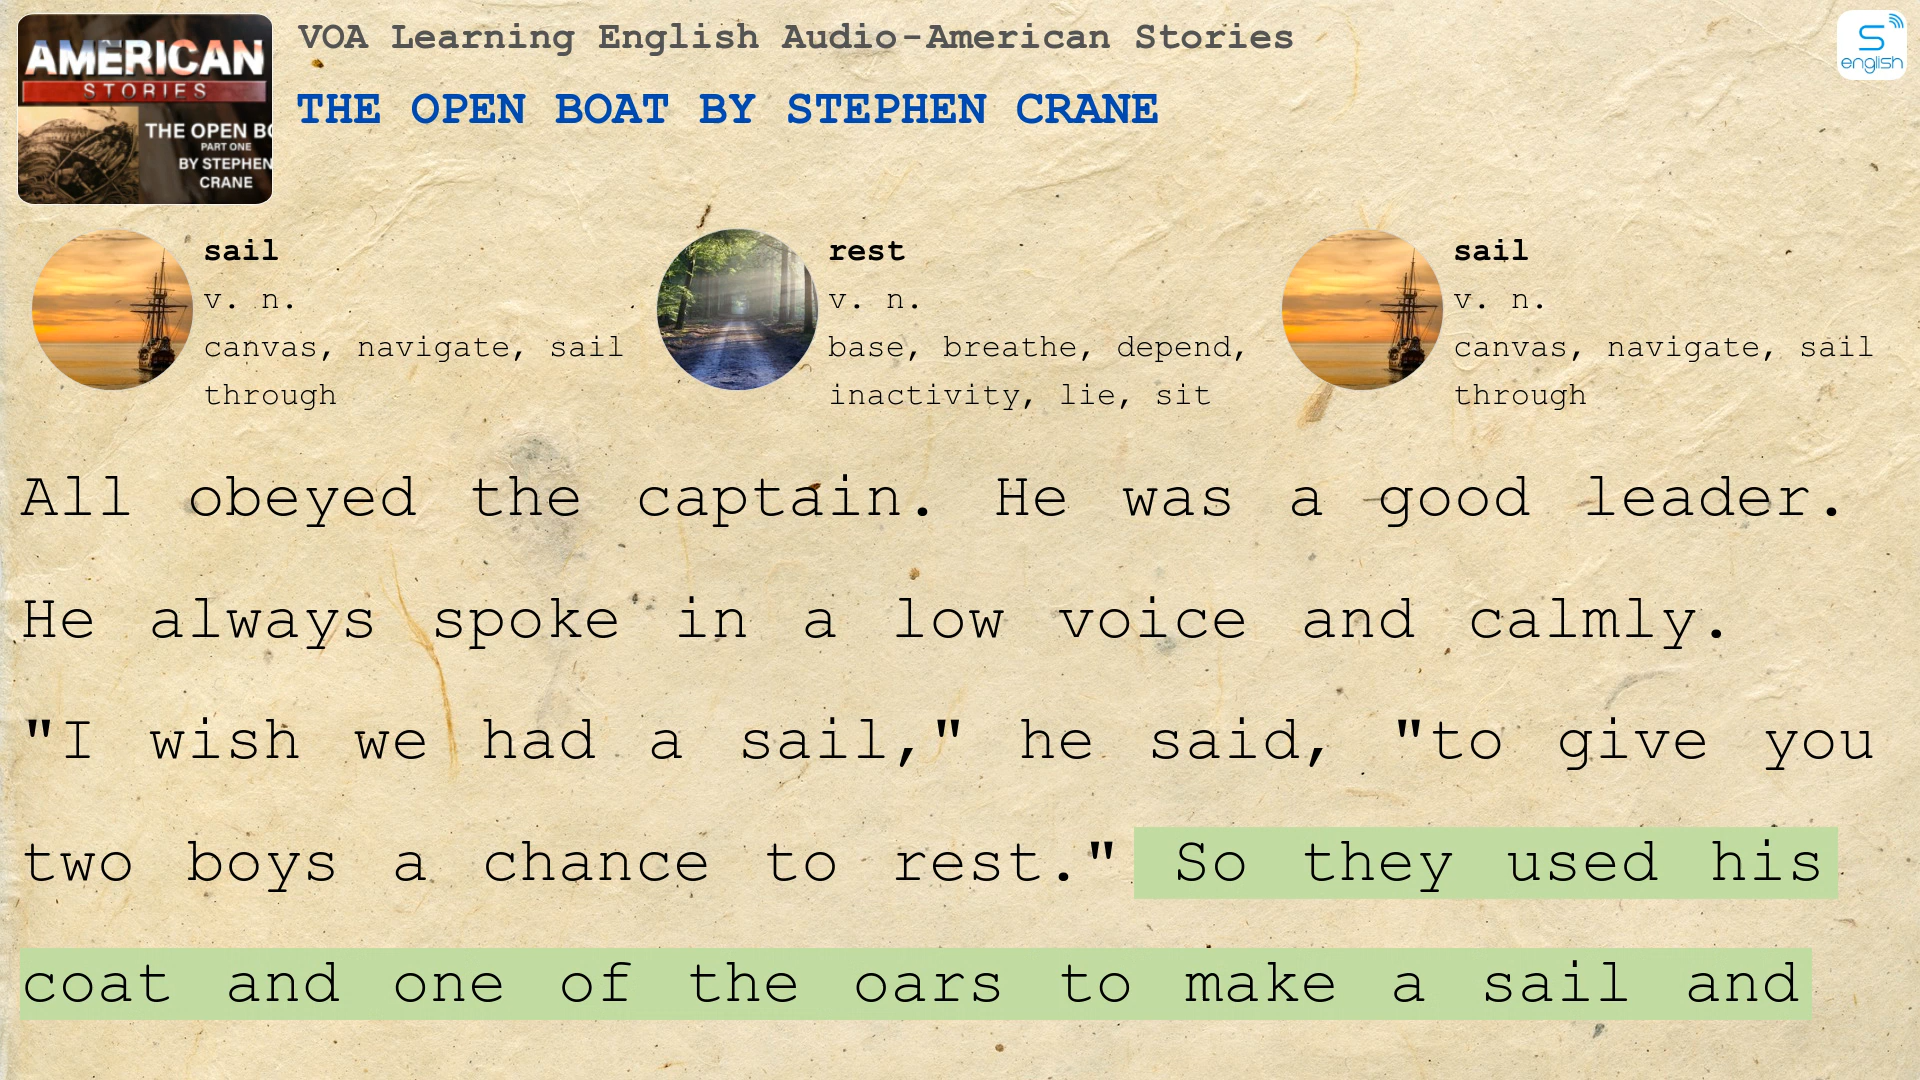 AMERICAN
STORIES
THE OPEN BO
PART ONE
BY STEPHEN
CRANE
VOA Learning English Audio-American Stories
THE OPEN BOAT BY STEPHEN CRANE
S
english
sail
v. n.
canvas, navigate, sail
through
rest
v. n.
base, breathe, depend,
inactivity, lie, sit
sail
v. n.
canvas, navigate, sail
through
All obeyed the captain. He was a good leader.
He always spoke in a low voice and calmly.
"I wish we had a sail," he said, "to give you
two boys a chance to rest." So they used his
coat and one of the oars to make a sail and